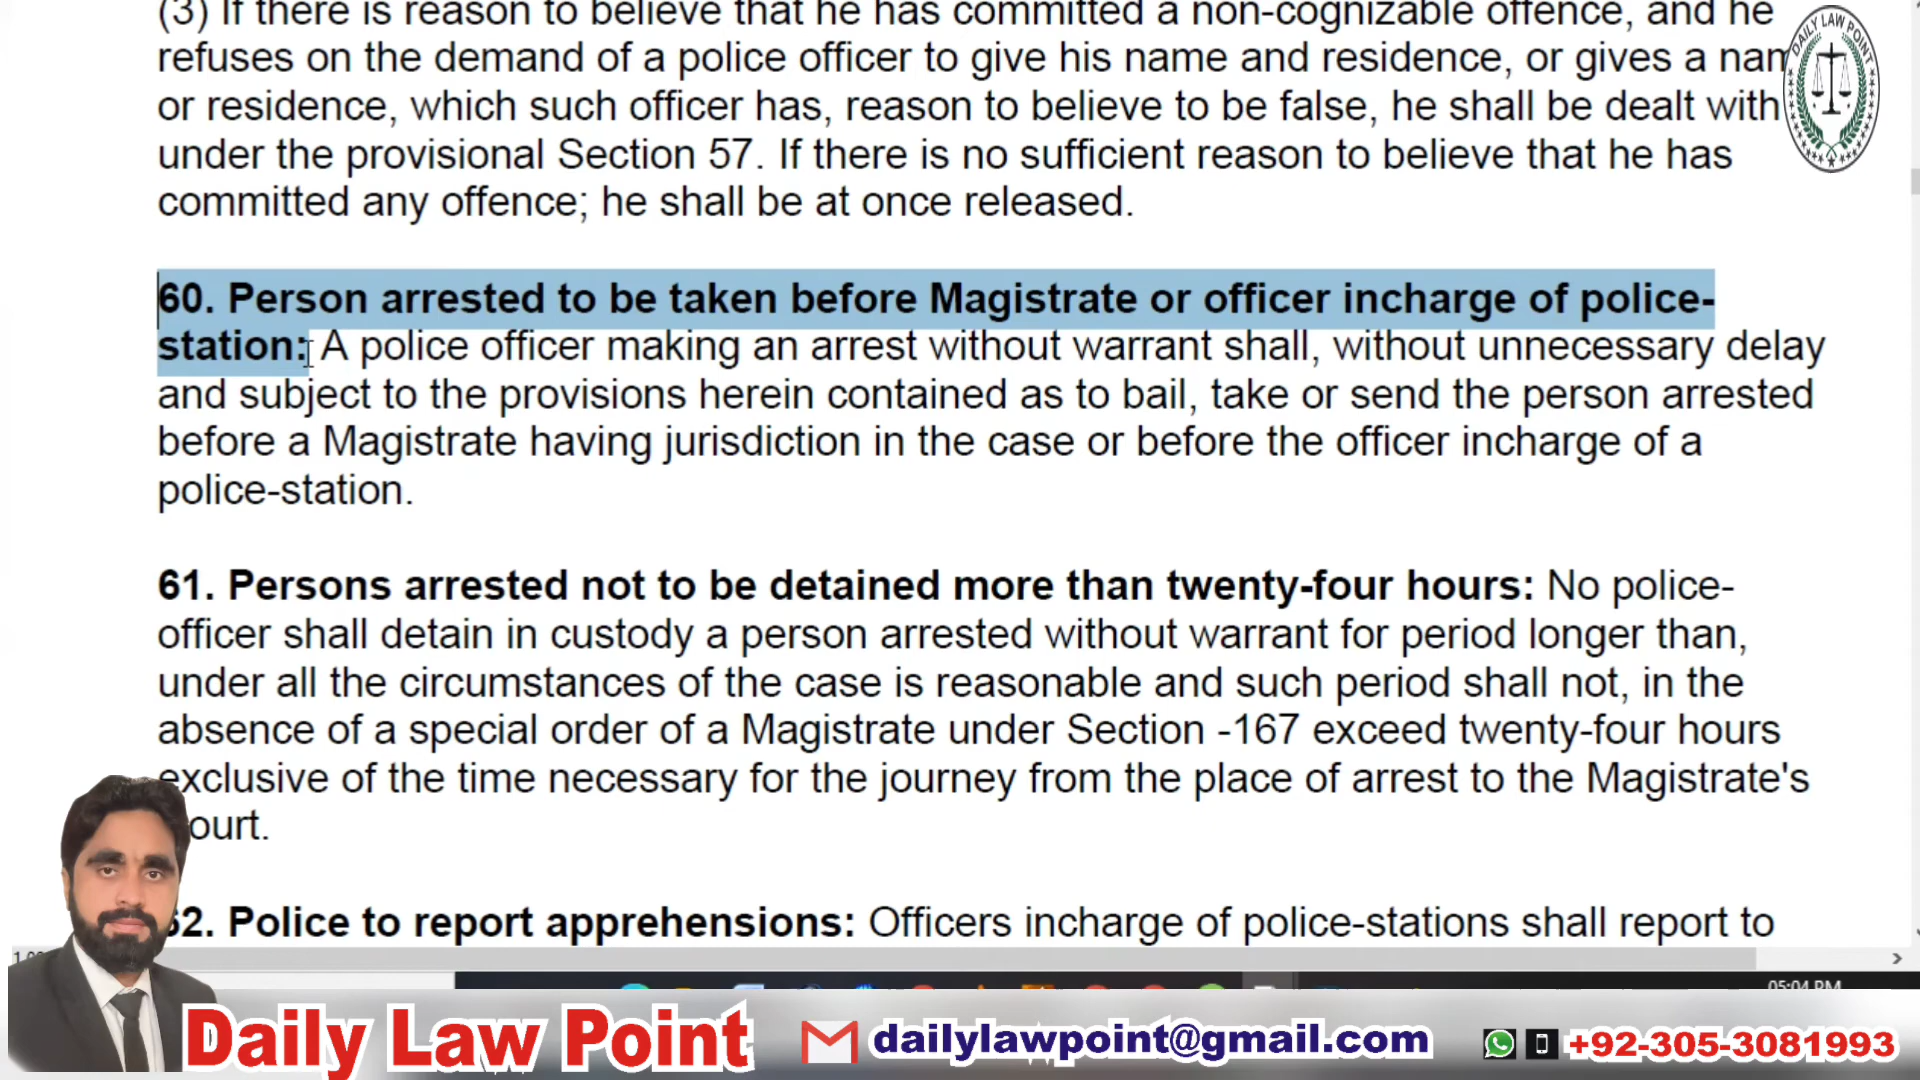 (3) If there is reason to believe that he has committed a non-cognizable offence, and he
refuses on the demand of a police officer to give his name and residence, or gives a nam
or residence, which such officer has, reason to believe to be false, he shall be dealt with
under the provisional Section 57. If there is no sufficient reason to believe that he has
committed any offence; he shall be at once released.
DAILY LAW POINT
60. Person arrested to be taken before Magistrate or officer incharge of police-
station: A police officer making an arrest without warrant shall, without unnecessary delay
and subject to the provisions herein contained as to bail, take or send the person arrested
before a Magistrate having jurisdiction in the case or before the officer incharge of a
police-station.
61. Persons arrested not to be detained more than twenty-four hours: No police-
officer shall detain in custody a person arrested without warrant for period longer than,
under all the circumstances of the case is reasonable and such period shall not, in the
absence of a special order of a Magistrate under Section -167 exceed twenty-four hours
exclusive of the time necessary for the journey from the place of arrest to the Magistrate's
ourt.
62. Police to report apprehensions: Officers incharge of police-stations shall report to
05:04 PM
Daily Law Point
dailylawpoint@gmail.com
+92-305-3081993